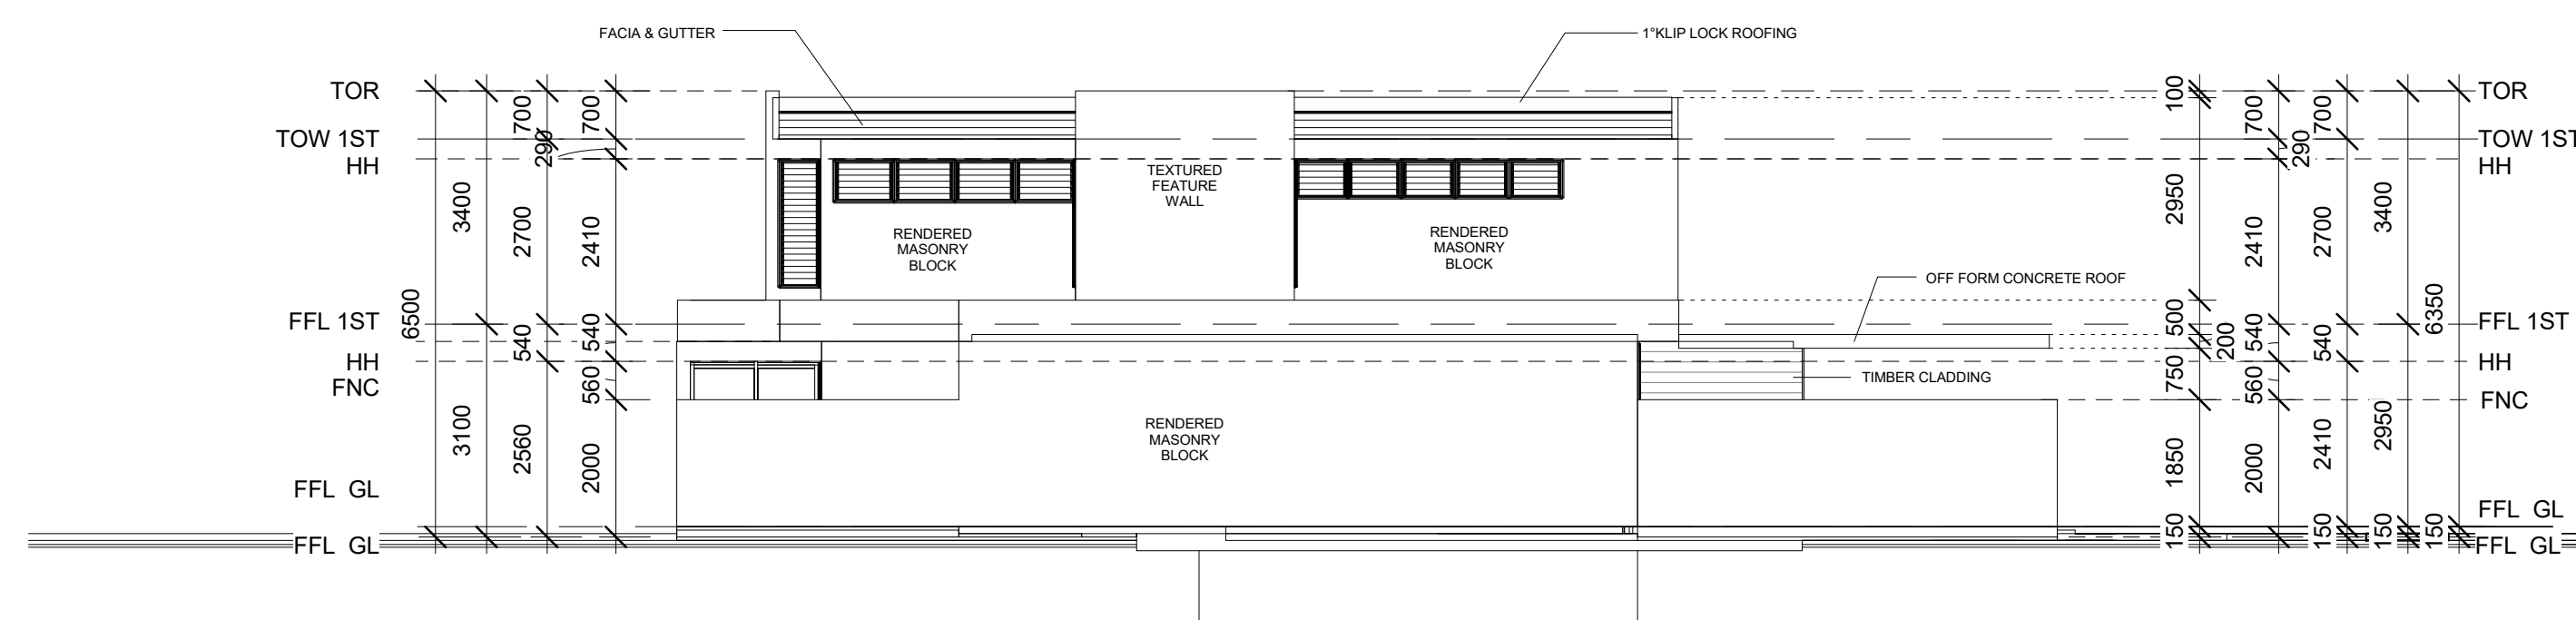 FACIA & GUTTER
1°KLIP LOCK ROOFING
TOR
TOW 1ST
HH
FFL 1ST
HH
FNC
FFL GL
FFL GL
6500
3400
3100
700
290
2700
540
2560
700
2410
540
560
2000
TEXTURED
FEATURE
WALL
RENDERED
MASONRY
BLOCK
RENDERED
MASONRY
BLOCK
OFF FORM CONCRETE ROOF
TIMBER CLADDING
RENDERED
MASONRY
BLOCK
100
2950
500
200
750
1850
150
700
290
2410
540
560
2000
700
2700
540
2410
150
3400
2950
150
6350
150
TOR
TOW 1ST
HH
FFL 1ST
HH
FNC
FFL GL
FFL GL